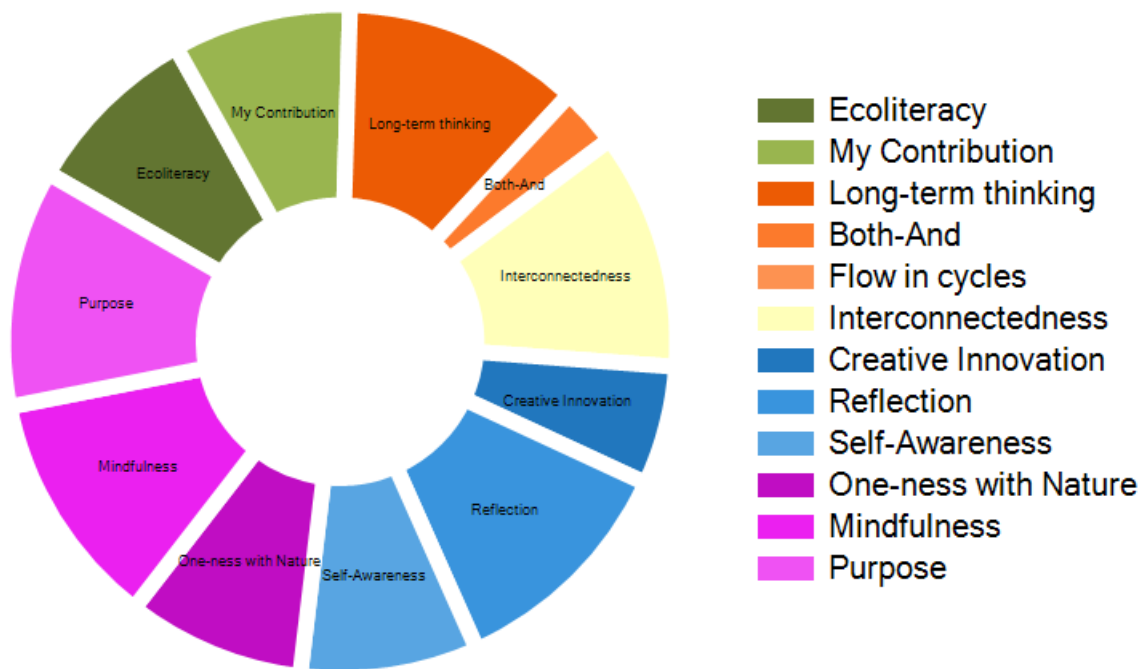 My Contribution
Long-term thinking
Ecoliteracy
Both-And
Purpose
Interconnectedness
Creative Innovation
Mindfulness
Reflection
One-ness with Nature
Self-Awareness
Ecoliteracy
My Contribution
Long-term thinking
Both-And
Flow in cycles
Interconnectedness
Creative Innovation
Reflection
Self-Awareness
One-ness with Nature
Mindfulness
Purpose